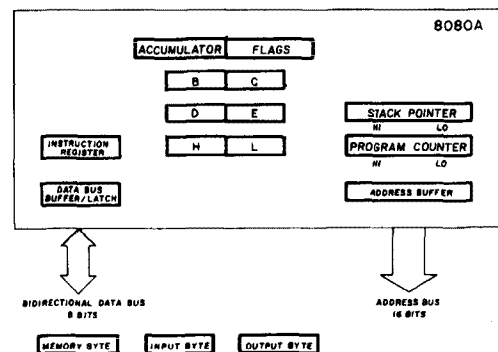 8080A
ACCUMULATOR FLAGS
B C
D E
H L
STACK POINTER
HI LO
PROGRAM COUNTER
HI LO
ADDRESS BUFFER
INSTRUCTION
REGISTER
DATA BUS
BUFFER/LATCH
BIDIRECTIONAL DATA BUS
8 BITS
ADDRESS BUS
16 BITS
MEMORY BYTE INPUT BYTE OUTPUT BYTE